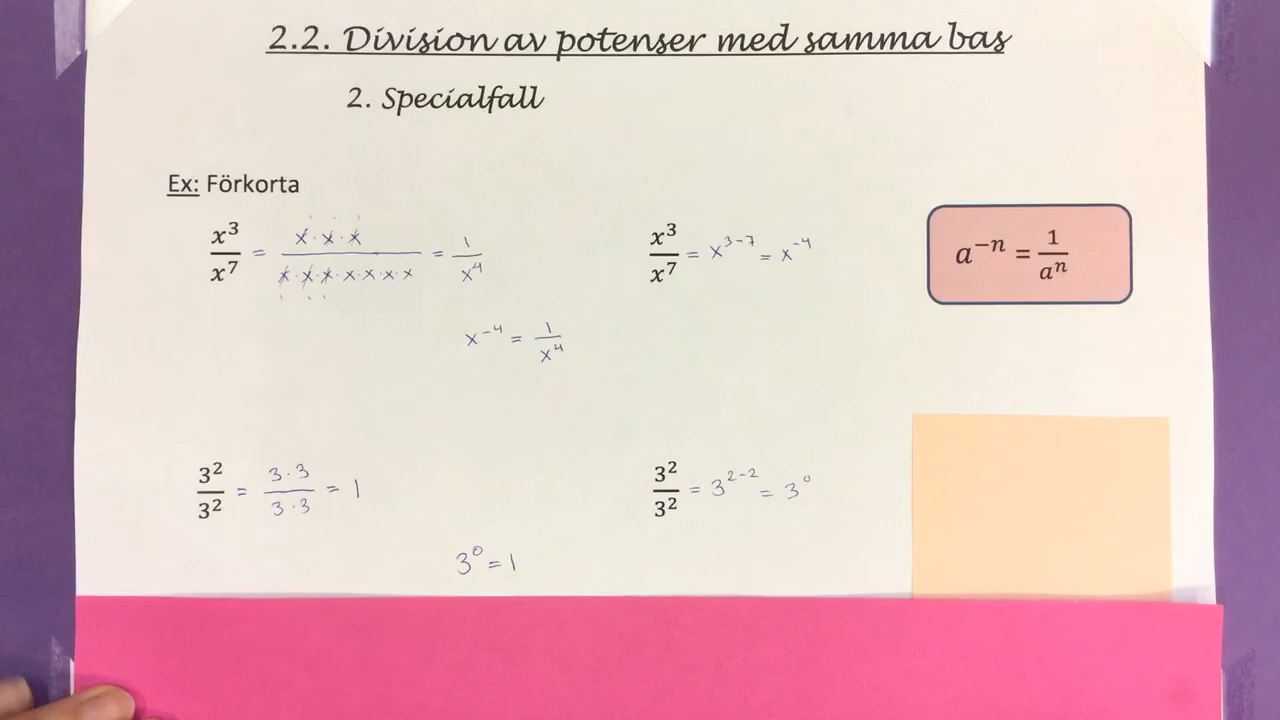 2.2. Division av potenser med samma bas
2. Specialfall
Ex: Förkorta
x³/x⁷ = x·x·x / x·x·x·x·x·x·x = 1/x⁴
x³/x⁷ = x³⁻⁷ = x⁻⁴
a⁻ⁿ = 1/aⁿ
x⁻⁴ = 1/x⁴
3²/3² = 3·3 / 3·3 = 1
3²/3² = 3²⁻² = 3⁰
3⁰ = 1